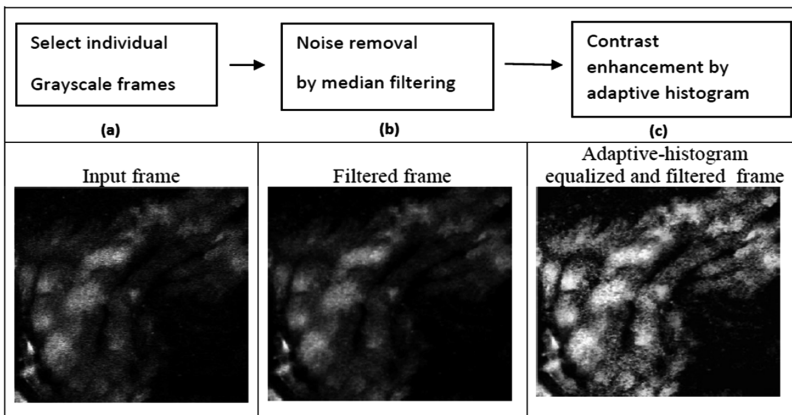 Select individual
Grayscale frames
Noise removal
by median filtering
Contrast
enhancement by
adaptive histogram
(a)
(b)
(c)
Input frame
Filtered frame
Adaptive-histogram
equalized and filtered frame